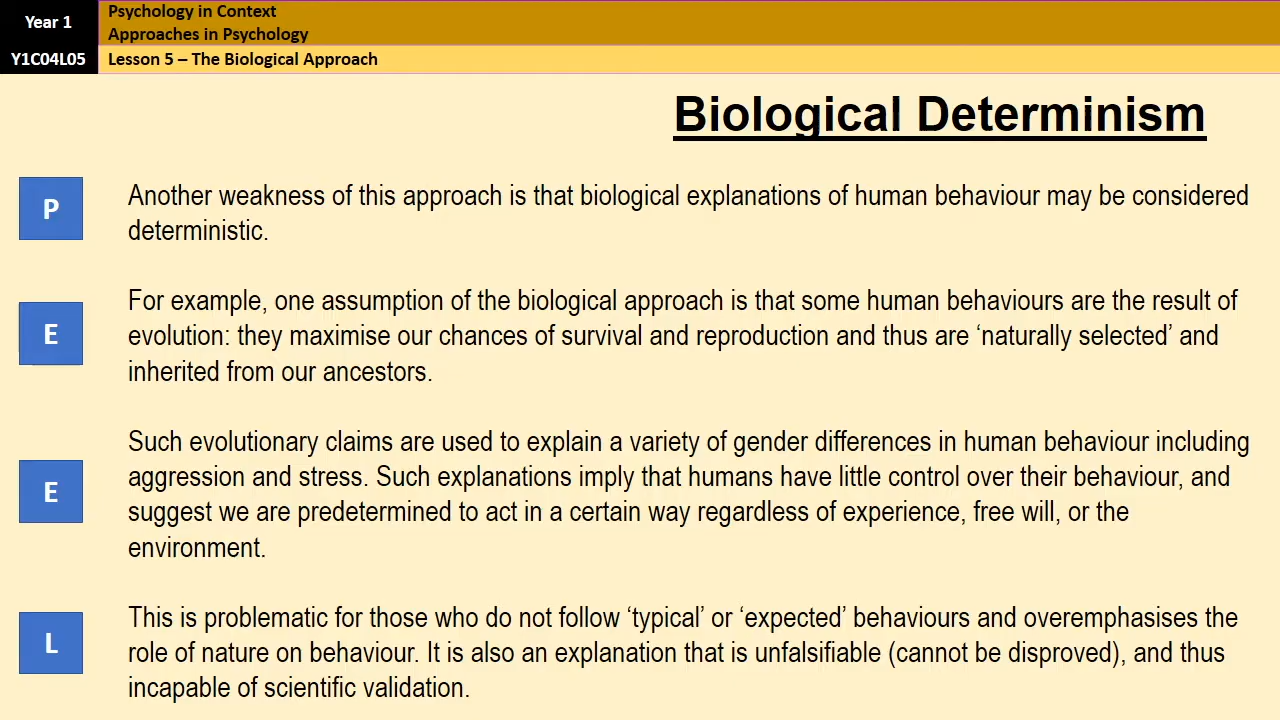 Year 1
Psychology in Context
Approaches in Psychology
Y1C04L05
Lesson 5 – The Biological Approach
Biological Determinism
P
Another weakness of this approach is that biological explanations of human behaviour may be considered
deterministic.
E
For example, one assumption of the biological approach is that some human behaviours are the result of
evolution: they maximise our chances of survival and reproduction and thus are ‘naturally selected’ and
inherited from our ancestors.
E
Such evolutionary claims are used to explain a variety of gender differences in human behaviour including
aggression and stress. Such explanations imply that humans have little control over their behaviour, and
suggest we are predetermined to act in a certain way regardless of experience, free will, or the
environment.
L
This is problematic for those who do not follow ‘typical’ or ‘expected’ behaviours and overemphasises the
role of nature on behaviour. It is also an explanation that is unfalsifiable (cannot be disproved), and thus
incapable of scientific validation.